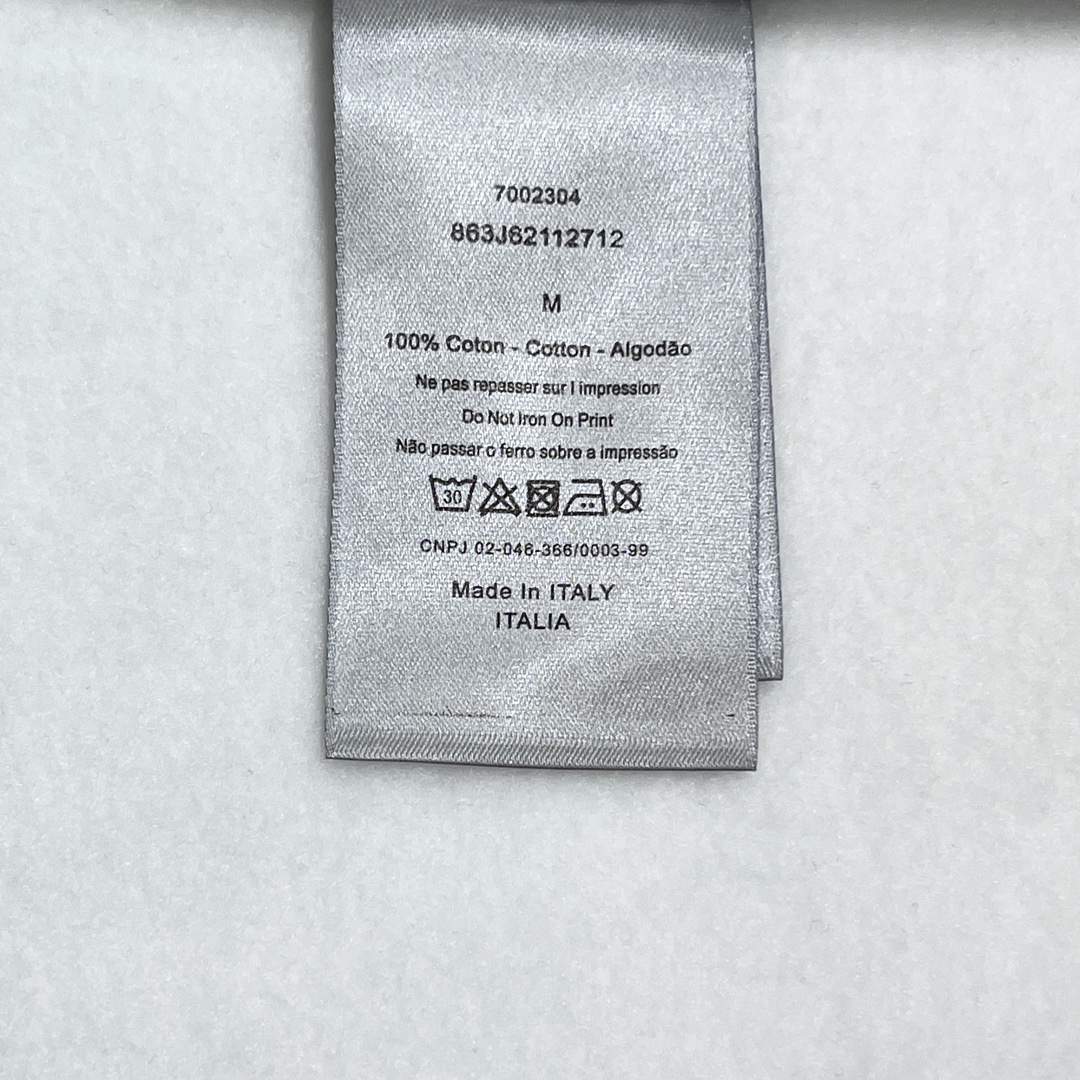 7002304
863J62112712
M
100% Coton - Cotton - Algodão
Ne pas repasser sur l impression
Do Not Iron On Print
Não passar o ferro sobre a impressão
30
CNPJ 02-046-366/0003-99
Made In ITALY
ITALIA